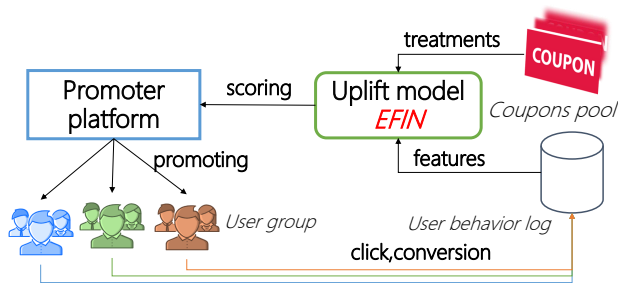 treatments
COUPON
Coupons pool
Uplift model
EFIN
scoring
Promoter
platform
features
promoting
User group
User behavior log
click,conversion